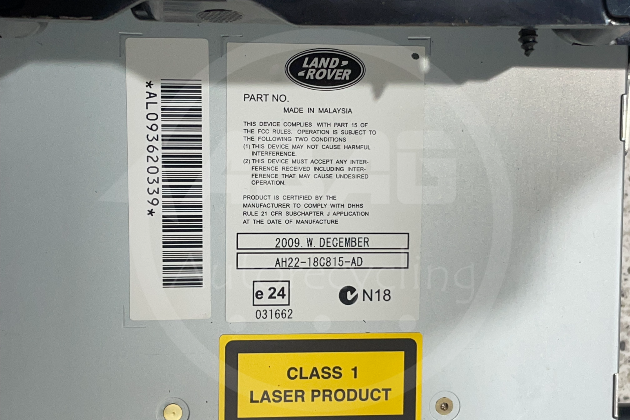 *AL0936203339*
LAND ROVER
PART NO.
MADE IN MALAYSIA
THIS DEVICE COMPLIES WITH PART 15 OF
THE FCC RULES. OPERATION IS SUBJECT TO
THE FOLLOWING TWO CONDITIONS
(1) THIS DEVICE MAY NOT CAUSE HARMFUL
INTERFERENCE.
(2) THIS DEVICE MUST ACCEPT ANY INTER-
FERENCE RECEIVED INCLUDING INTER-
FERENCE THAT MAY CAUSE UNDESIRED
OPERATION.
PRODUCT IS CERTIFIED BY THE
MANUFACTURER TO COMPLY WITH DHHS
RULE 21 CFR SUBCHAPTER J APPLICATION
AT THE DATE OF MANUFACTURE
2009. W. DECEMBER
AH22-18C815-AD
e 24
N18
031662
CLASS 1
LASER PRODUCT
Autorecycling